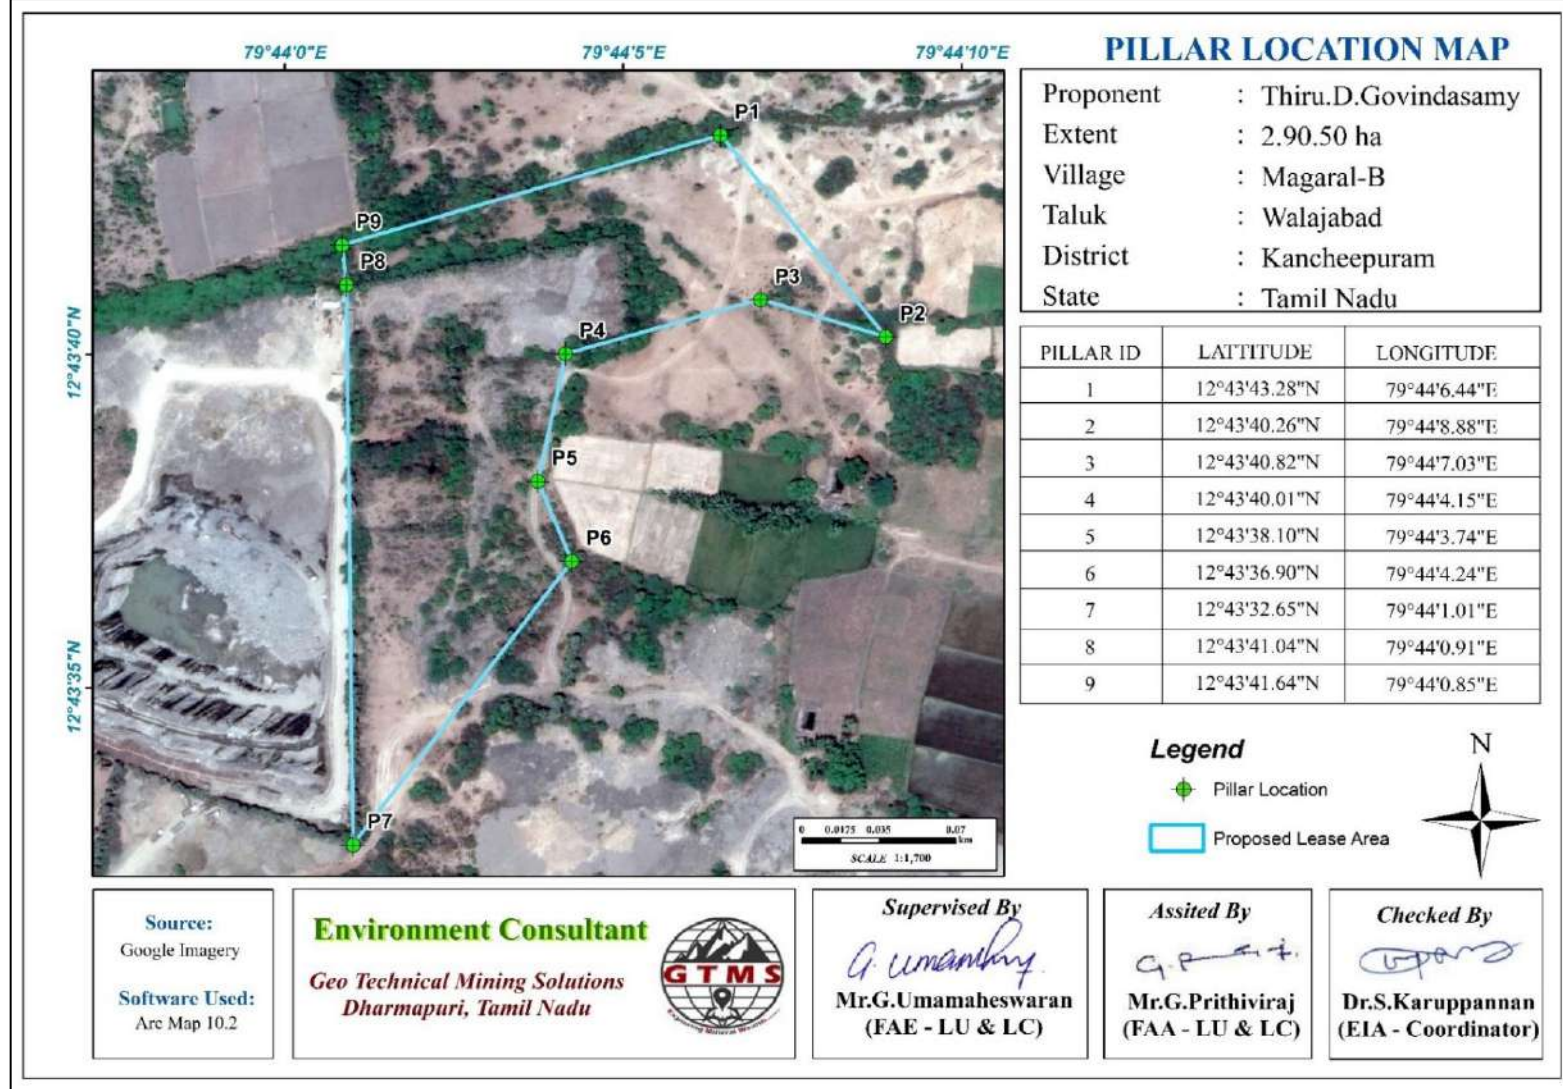 PILLAR LOCATION MAP
79°44'0"E 79°44'5"E 79°44'10"E
12°43'40"N
12°43'35"N
P1
P9
P8
P3
P2
P4
P5
P6
P7
0 0.0175 0.035 0.07
km
SCALE 1:1,700
Proponent : Thiru.D.Govindasamy
Extent : 2.90.50 ha
Village : Magaral-B
Taluk : Walajabad
District : Kancheepuram
State : Tamil Nadu
PILLAR ID LATTITUDE LONGITUDE
1 12°43'43.28"N 79°44'6.44"E
2 12°43'40.26"N 79°44'8.88"E
3 12°43'40.82"N 79°44'7.03"E
4 12°43'40.01"N 79°44'4.15"E
5 12°43'38.10"N 79°44'3.74"E
6 12°43'36.90"N 79°44'4.24"E
7 12°43'32.65"N 79°44'1.01"E
8 12°43'41.04"N 79°44'0.91"E
9 12°43'41.64"N 79°44'0.85"E
Legend
Pillar Location
Proposed Lease Area
N
Source:
Google Imagery
Software Used:
Arc Map 10.2
Environment Consultant
Geo Technical Mining Solutions
Dharmapuri, Tamil Nadu
GTMS
Supervised By
Mr.G.Umamaheswaran
(FAE - LU & LC)
Assited By
Mr.G.Prithiviraj
(FAA - LU & LC)
Checked By
Dr.S.Karuppannan
(EIA - Coordinator)